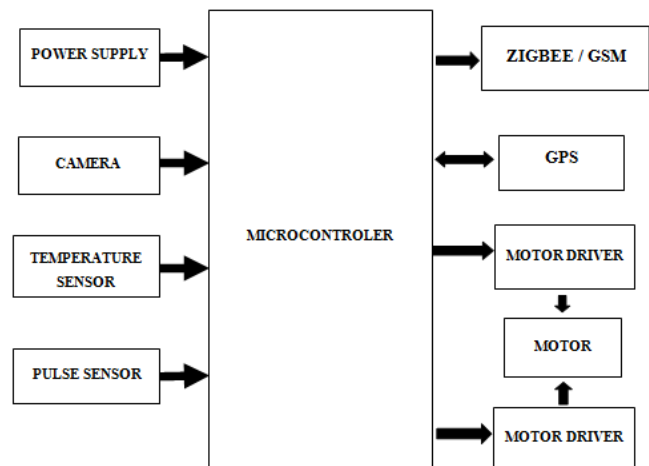 POWER SUPPLY
CAMERA
TEMPERATURE
SENSOR
PULSE SENSOR
MICROCONTROLER
ZIGBEE / GSM
GPS
MOTOR DRIVER
MOTOR
MOTOR DRIVER